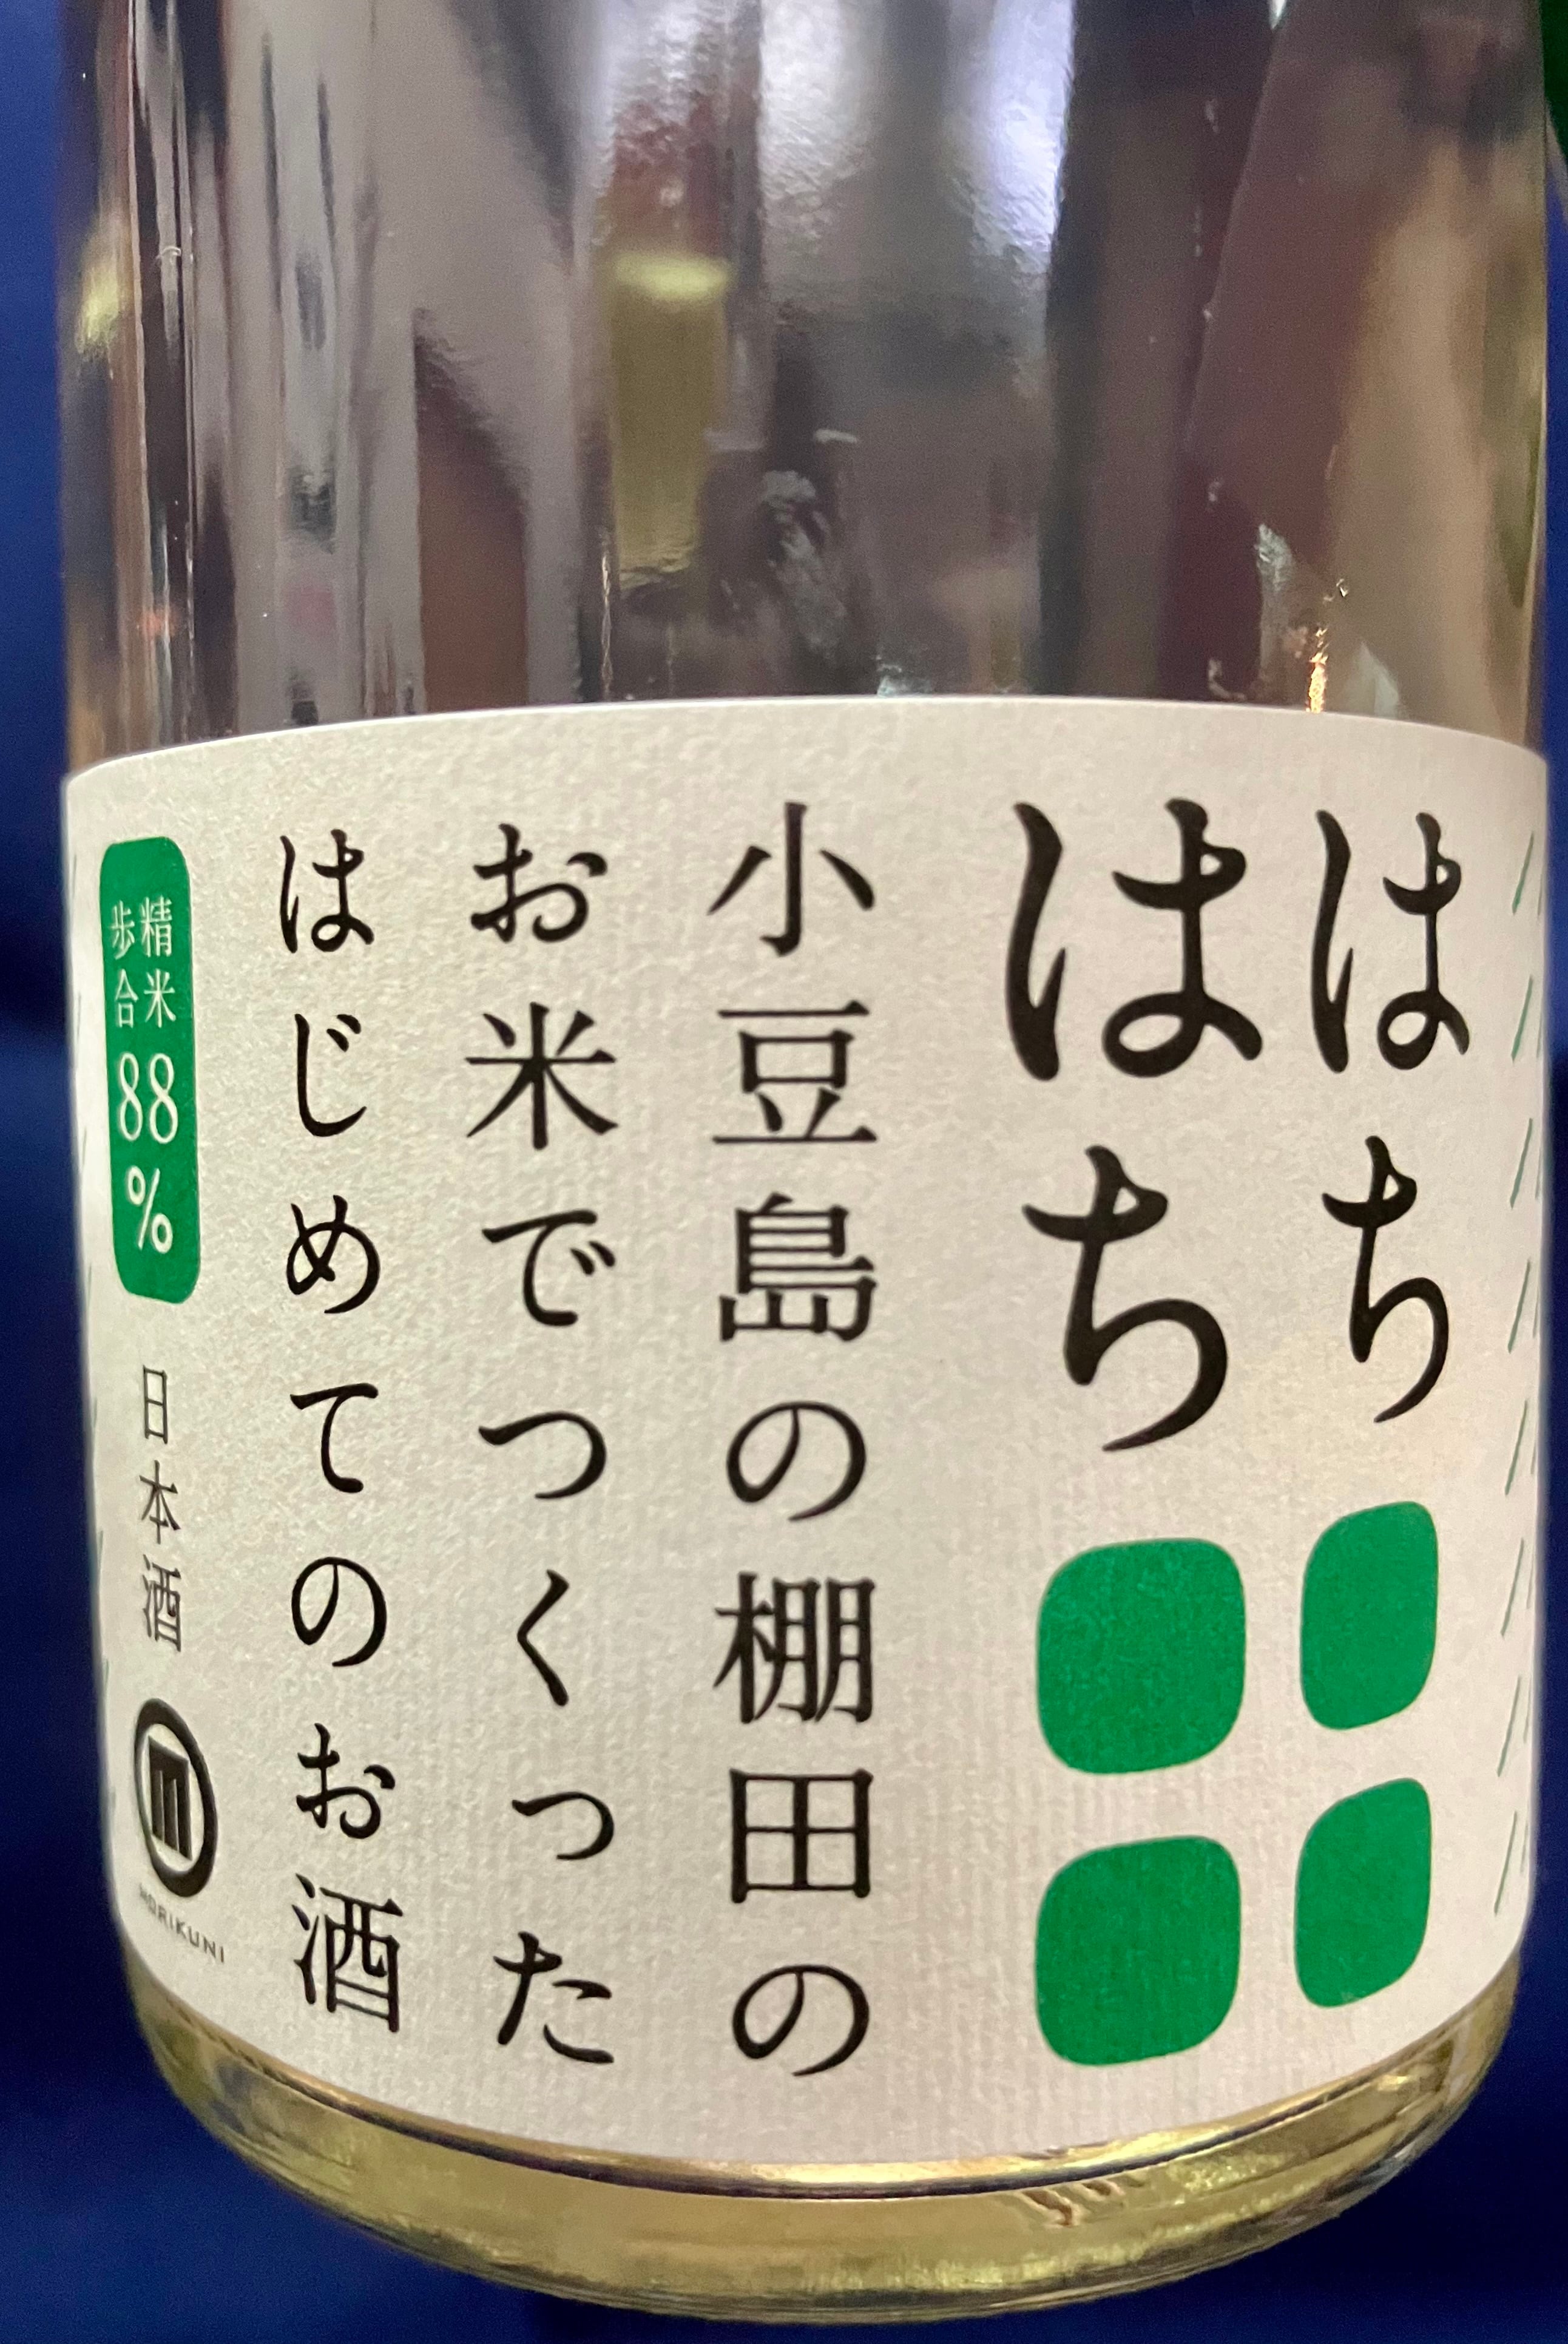 はち
はち
小豆島の棚田の
お米でつくった
はじめてのお酒
精米
歩合
88
%
日本酒
m
MORIKUNI